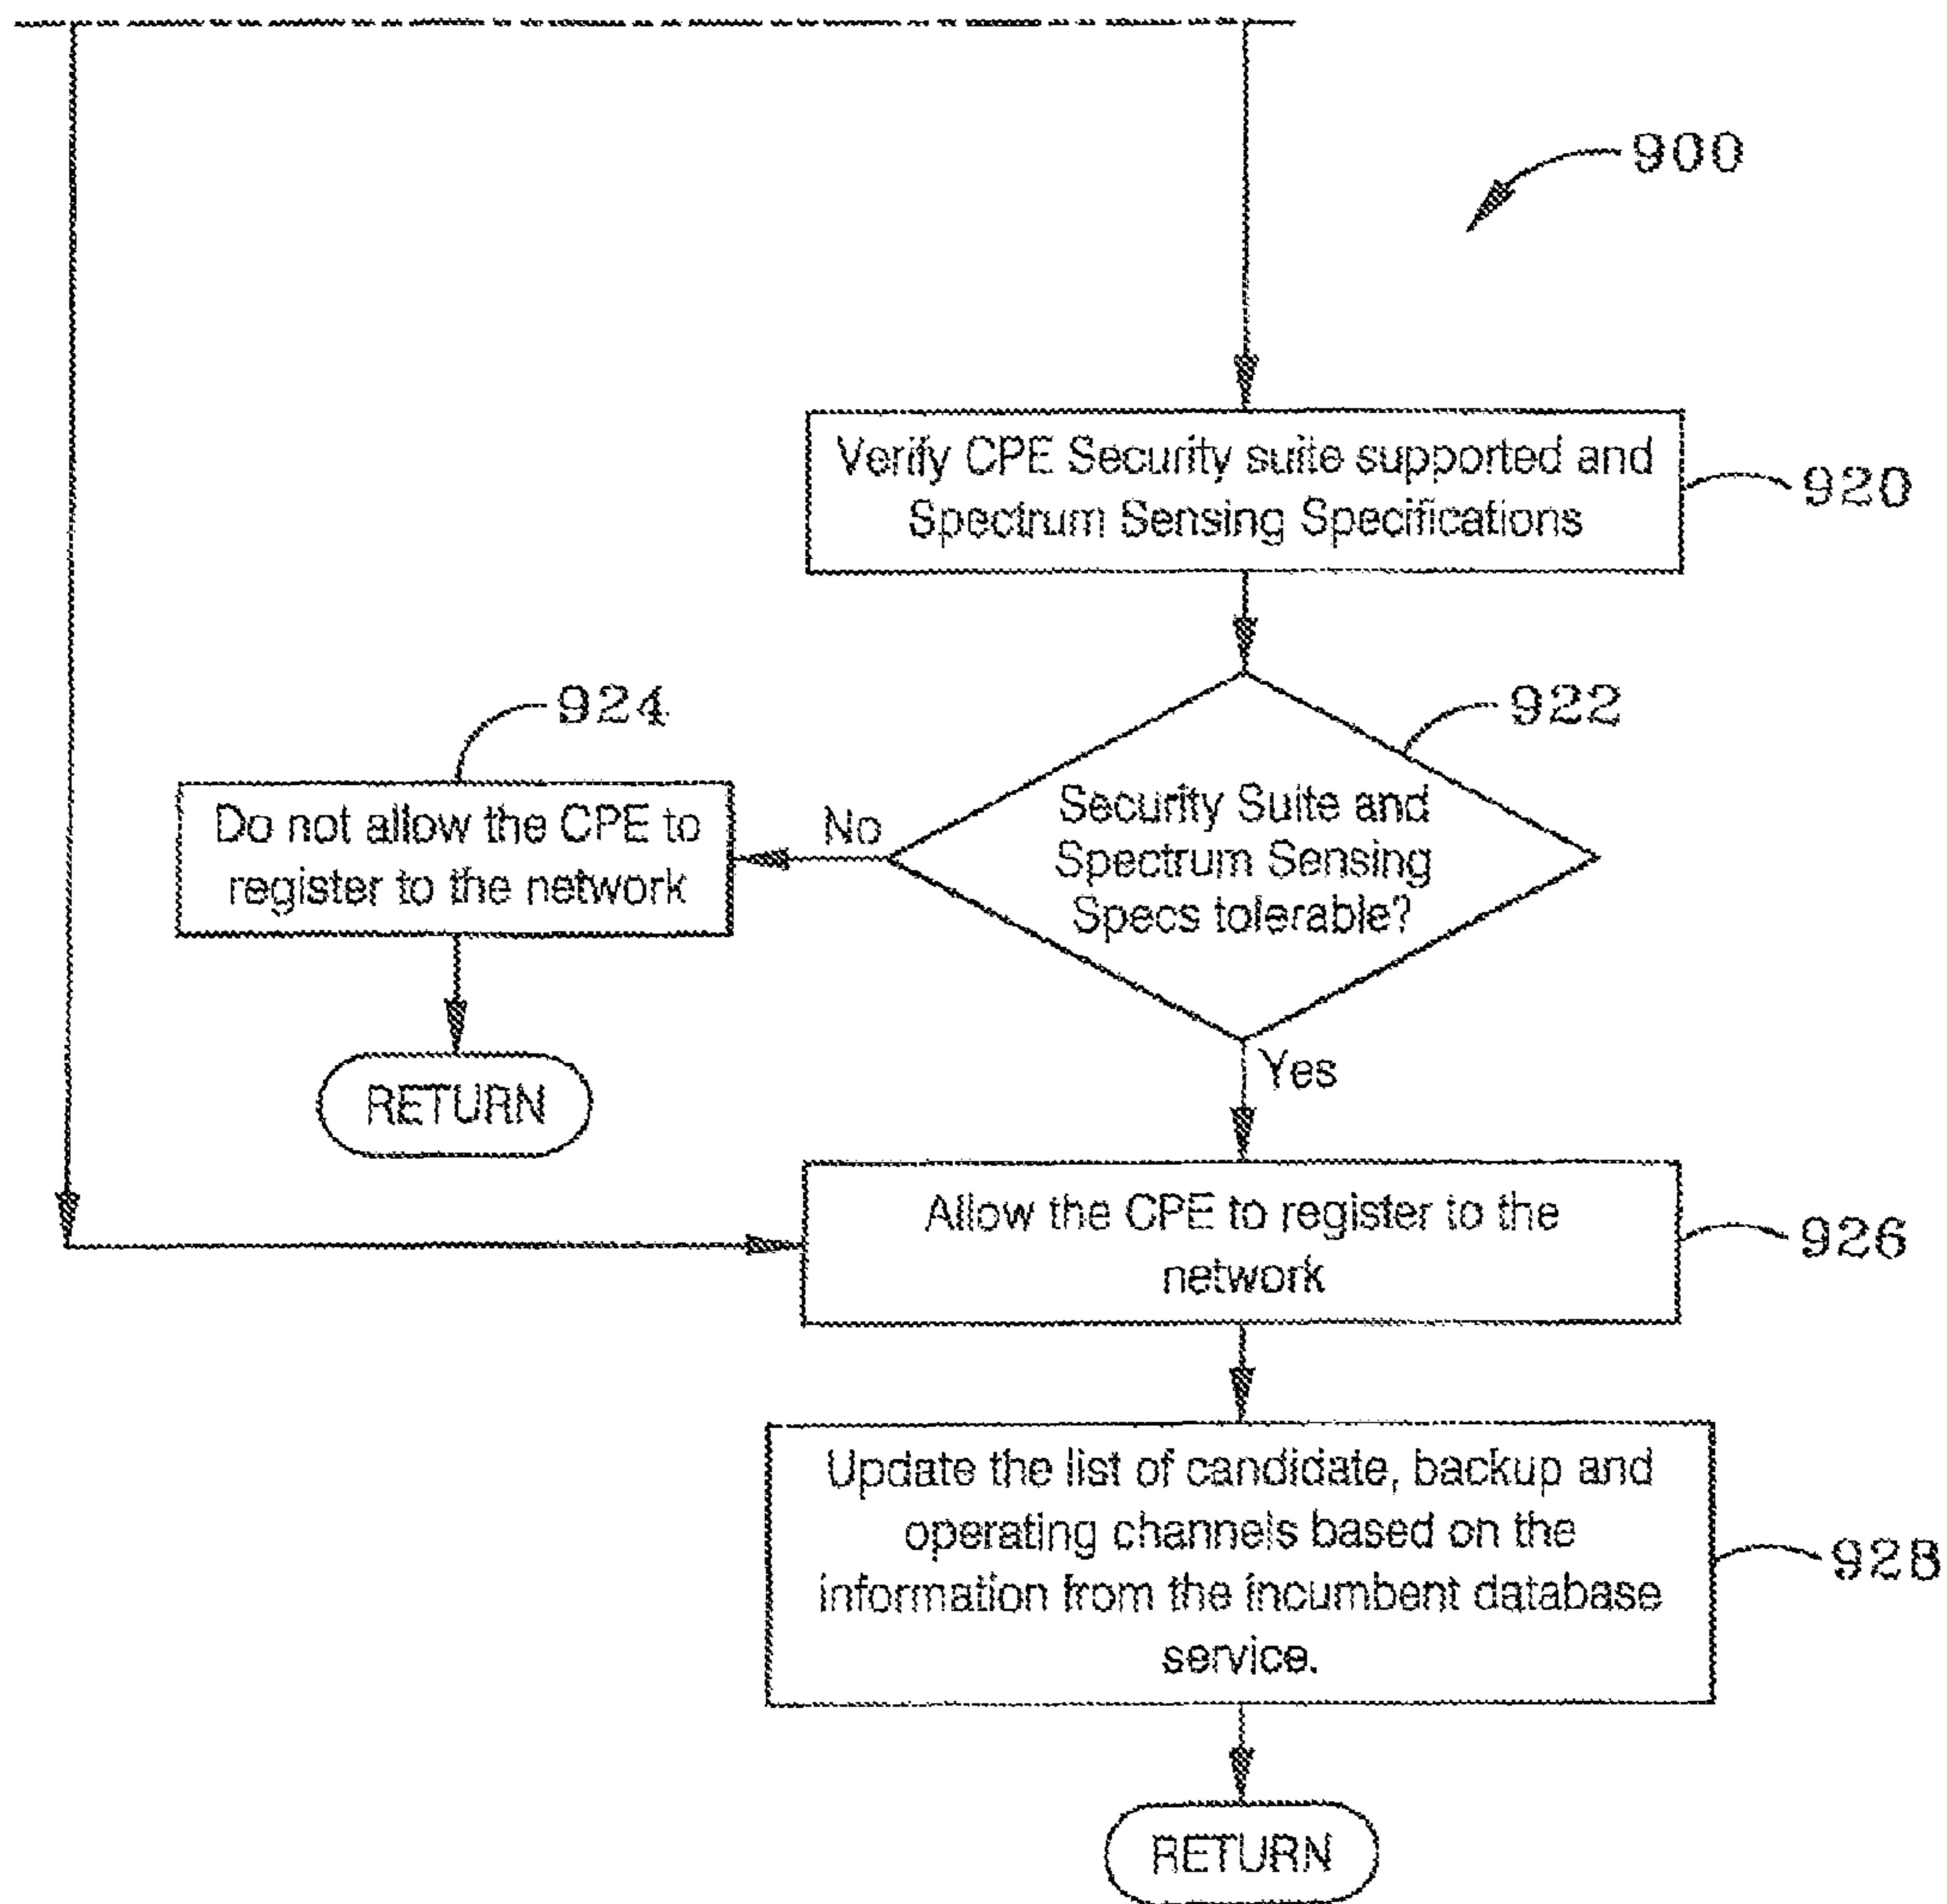 900
Verify CPE Security suite supported and
Spectrum Sensing Specifications
920
924
922
Do not allow the CPE to
register to the network
No
Security Suite and
Spectrum Sensing
Specs tolerable?
RETURN
Yes
Allow the CPE to register to the
network
926
Update the list of candidate, backup and
operating channels based on the
information from the incumbent database
service.
928
RETURN